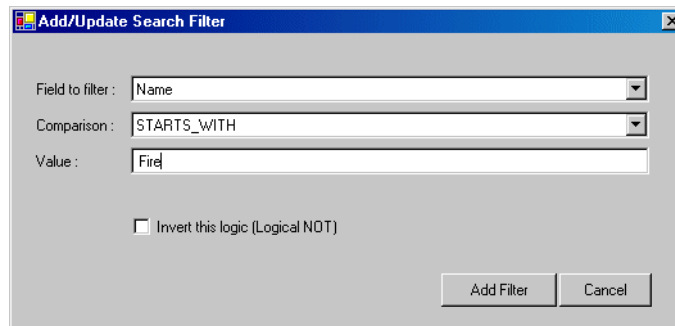 Add/Update Search Filter
Field to filter : Name
Comparison : STARTS_WITH
Value : Fire
Invert this logic (Logical NOT)
Add Filter Cancel